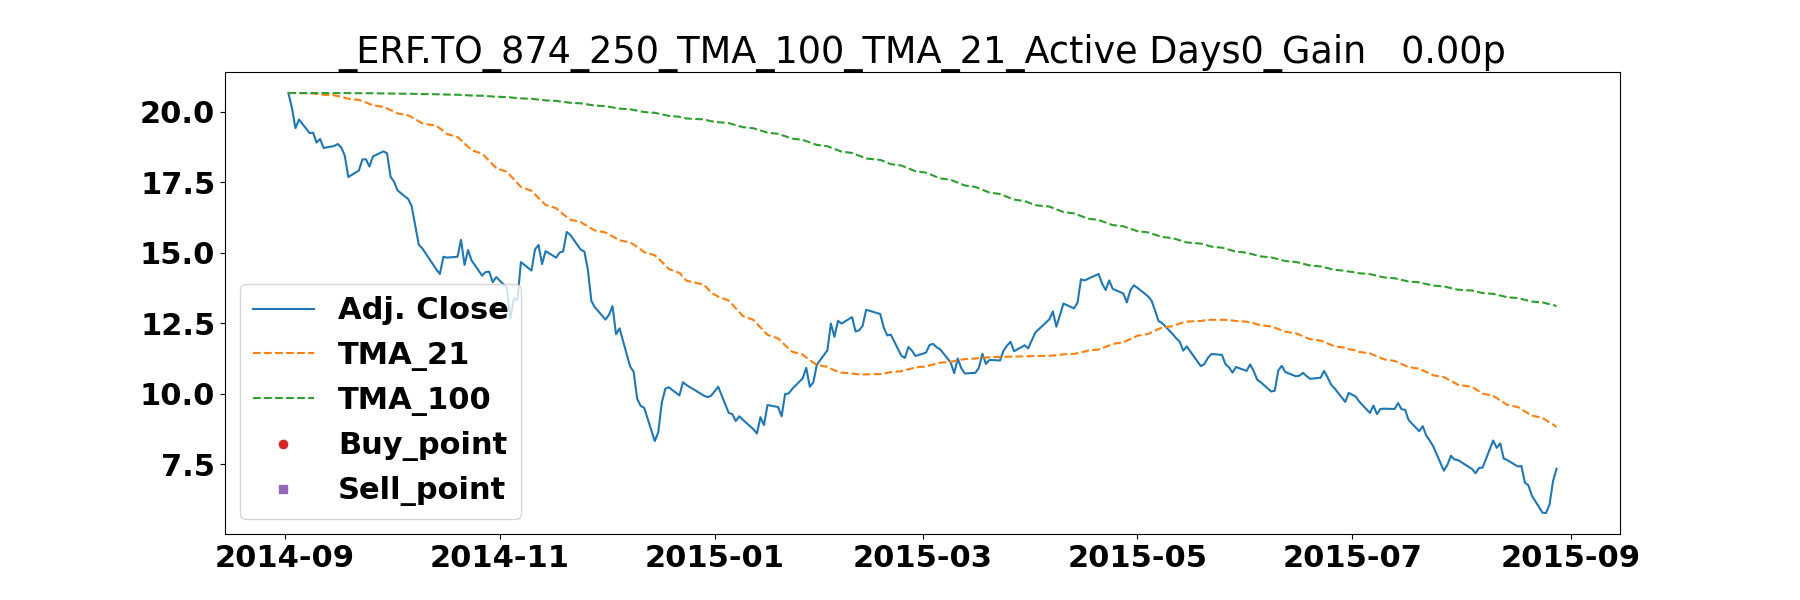 _ERF.TO_874_250_TMA_100_TMA_21_Active Days0_Gain   0.00p
20.0
17.5
15.0
12.5
10.0
7.5
Adj. Close
TMA_21
TMA_100
Buy_point
Sell_point
2014-09 2014-11 2015-01 2015-03 2015-05 2015-07 2015-09